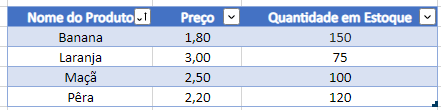 Nome do Produto Preço Quantidade em Estoque
Banana 1,80 150
Laranja 3,00 75
Maçã 2,50 100
Pêra 2,20 120